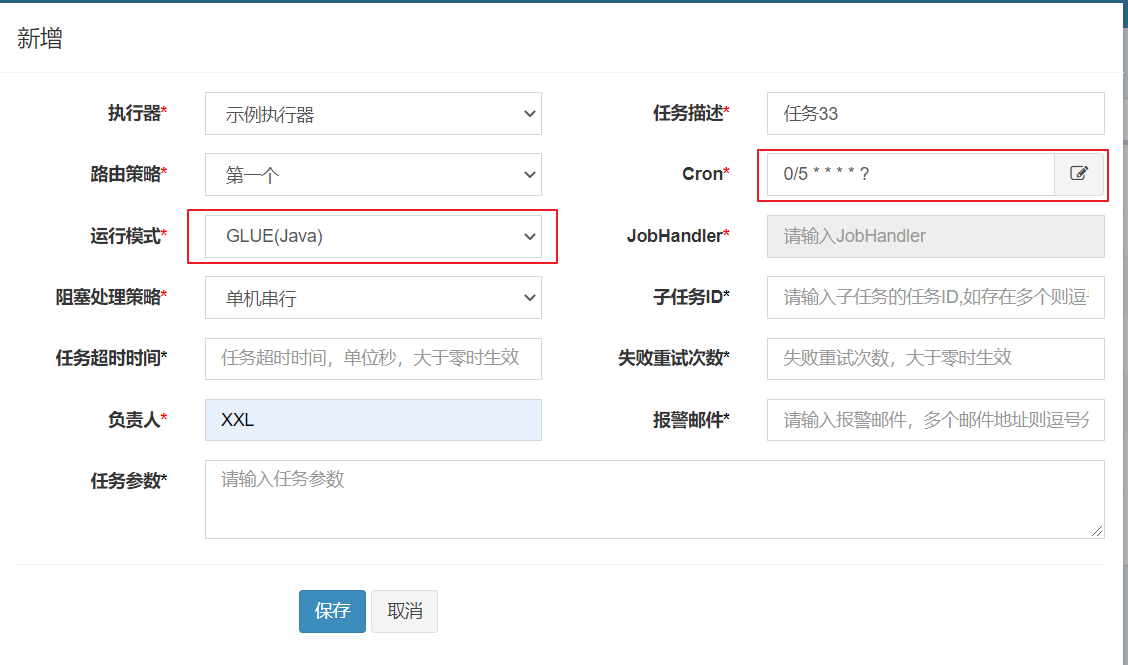 新增
执行器* 示例执行器 任务描述* 任务33
路由策略* 第一个 Cron* 0/5 * * * * ?
运行模式* GLUE(Java) JobHandler* 请输入JobHandler
阻塞处理策略* 单机串行 子任务ID* 请输入子任务的任务ID,如存在多个则逗
任务超时时间* 任务超时时间，单位秒，大于零时生效 失败重试次数* 失败重试次数，大于零时生效
负责人* XXL 报警邮件* 请输入报警邮件，多个邮件地址则逗号分
任务参数* 请输入任务参数
保存 取消